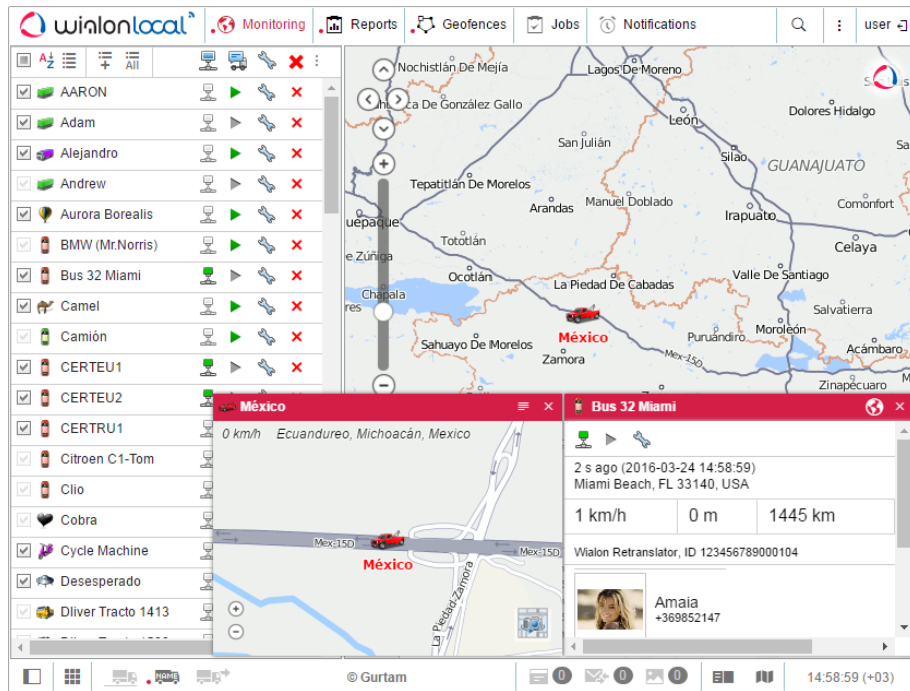 wialonlocal
Monitoring
Reports
Geofences
Jobs
Notifications
user
AZ
All
AARON
Adam
Alejandro
Andrew
Aurora Borealis
BMW (Mr.Norris)
Bus 32 Miami
Camel
Camión
CERTEU1
CERTEU2
CERTRU1
Citroen C1-Tom
Clio
Cobra
Cycle Machine
Desesperado
Dliver Tracto 1413
Nochistlán De Mejía
Lagos De Moreno
Ca De González Gallo
León
Dolores Hidalgo
San Julián
Silao
GUANAJUATO
Tepatitlán De Morelos
Arandas
Manuel Doblado
Irapuato
Comonfort
Tototlán
Celaya
Ocotlán
La Piedad De Cabadas
Valle De Santiago
Chapala
Salvatierra
México
Sahuayo De Morelos
Zamora
Mex-15D
Puruándiro
Moroleón
Acámbaro
Zinapécuaro
México
0 km/h Ecuandureo, Michoacán, Mexico
Mex-15D
Mex-15D
México
La Piedad-Zamora
Bus 32 Miami
2 s ago (2016-03-24 14:58:59)
Miami Beach, FL 33140, USA
1 km/h 0 m 1445 km
Wialon Retranslator, ID 123456789000104
Amaia
+369852147
NAME
© Gurtam
0 0 0
14:58:59 (+03)